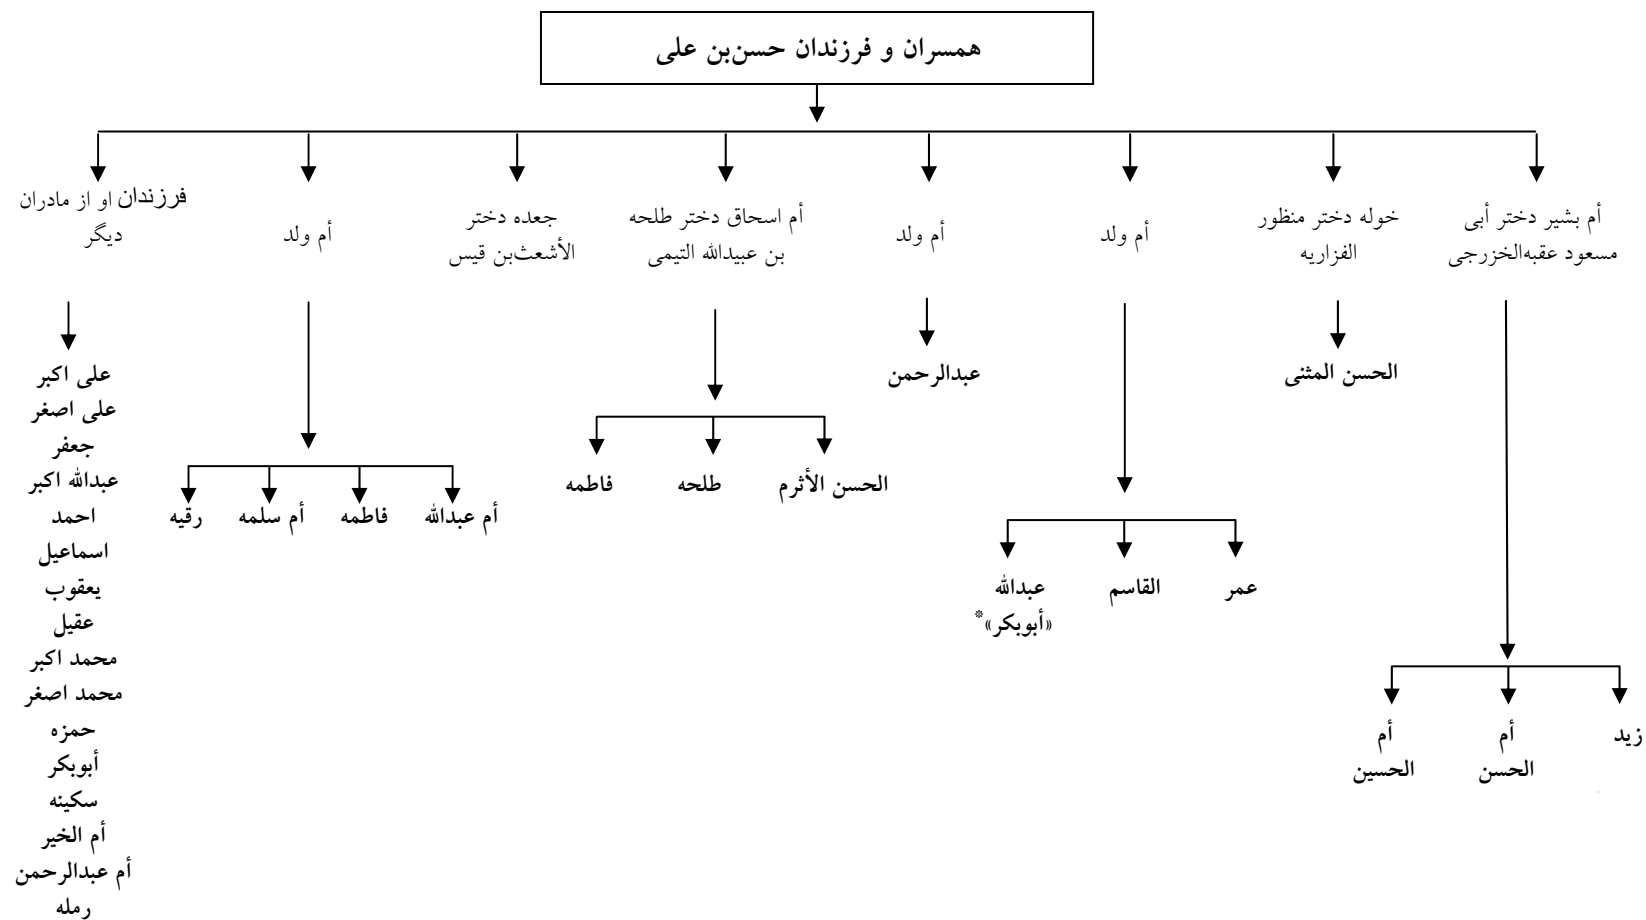 همسران و فرزندان حسن‌بن علی
أم بشیر دختر أبی
مسعود عقبه‌الخزرجی
خوله دختر منظور
الفزاریه
أم ولد
أم ولد
أم اسحاق دختر طلحه
بن عبیدالله التیمی
جعده دختر
الأشعث‌بن قیس
أم ولد
فرزندان او از مادران
دیگر
زید
أم
الحسن
أم
الحسین
الحسن المثنی
عمر
القاسم
عبدالله
«أبوبکر»*
عبدالرحمن
الحسن الأثرم
طلحه
فاطمه
أم عبدالله
فاطمه
أم سلمه
رقیه
علی اکبر
علی اصغر
جعفر
عبدالله اکبر
احمد
اسماعیل
یعقوب
عقیل
محمد اکبر
محمد اصغر
حمزه
أبوبکر
سکینه
أم الخیر
أم عبدالرحمن
رمله